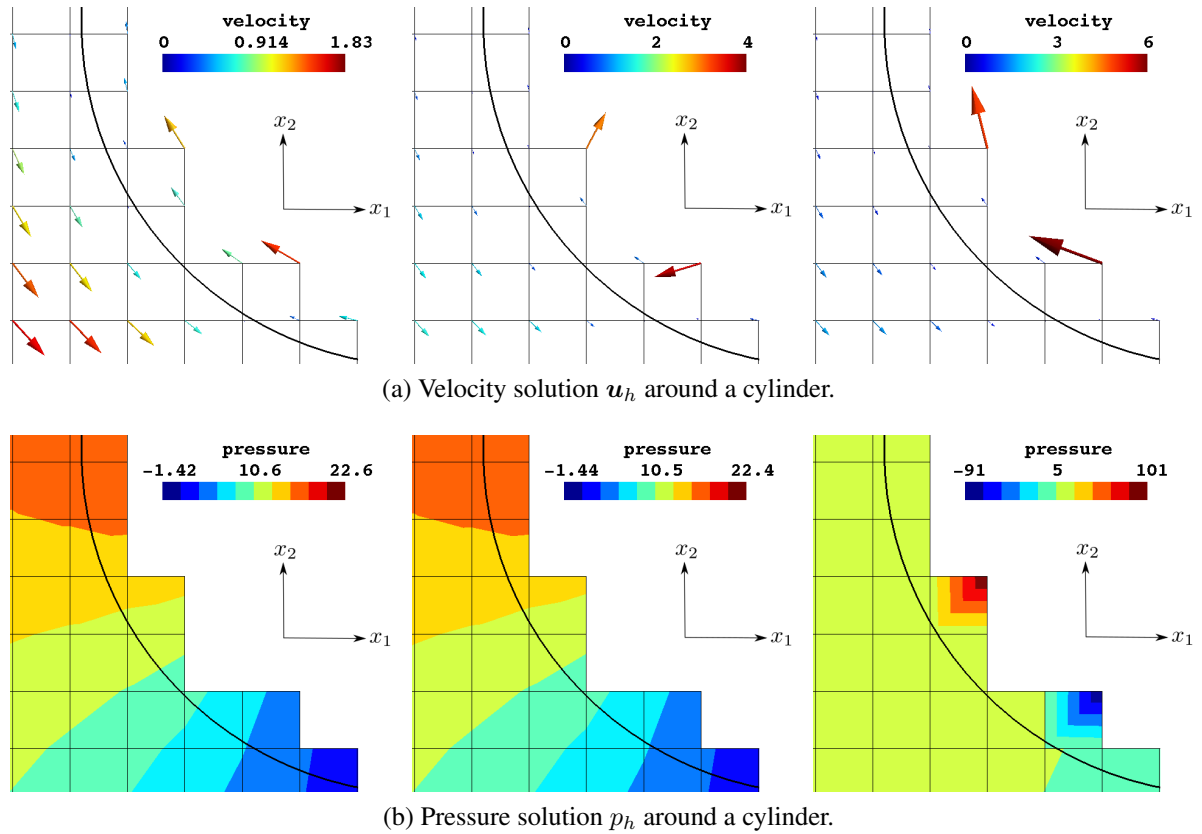 velocity velocity velocity
0 0.914 1.83 0 2 4 0 3 6
x₂ x₂ x₂
x₁ x₁ x₁
(a) Velocity solution 𝒖ₕ around a cylinder.
pressure pressure pressure
-1.42 10.6 22.6 -1.44 10.5 22.4 -91 5 101
x₂ x₂ x₂
x₁ x₁ x₁
(b) Pressure solution pₕ around a cylinder.